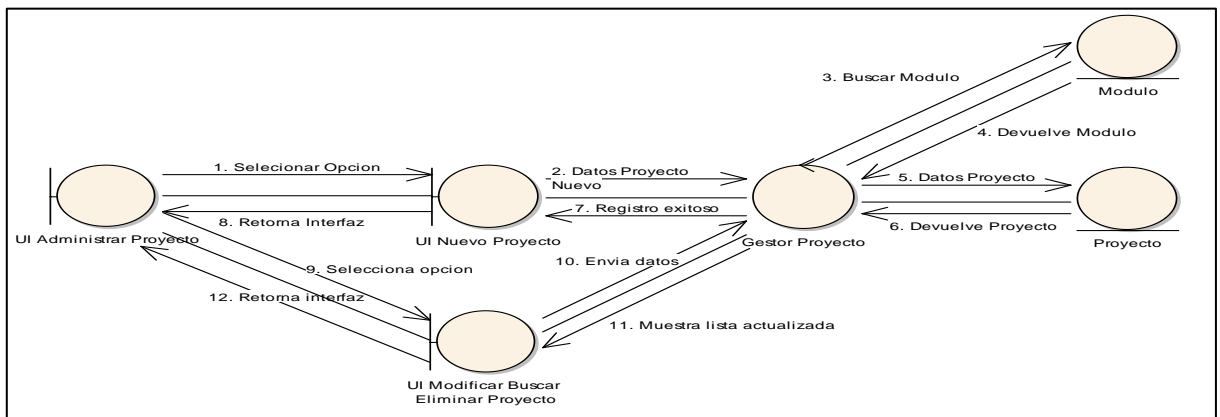 3. Buscar Modulo
Modulo
4. Devuelve Modulo
1. Selecionar Opcion
2. Datos Proyecto
Nuevo
5. Datos Proyecto
7. Registro exitoso
8. Retorna Interfaz
6. Devuelve Proyecto
UI Administrar Proyecto
UI Nuevo Proyecto
Gestor Proyecto
Proyecto
9. Selecciona opcion
10. Envia datos
12. Retorna interfaz
11. Muestra lista actualizada
UI Modificar Buscar
Eliminar Proyecto